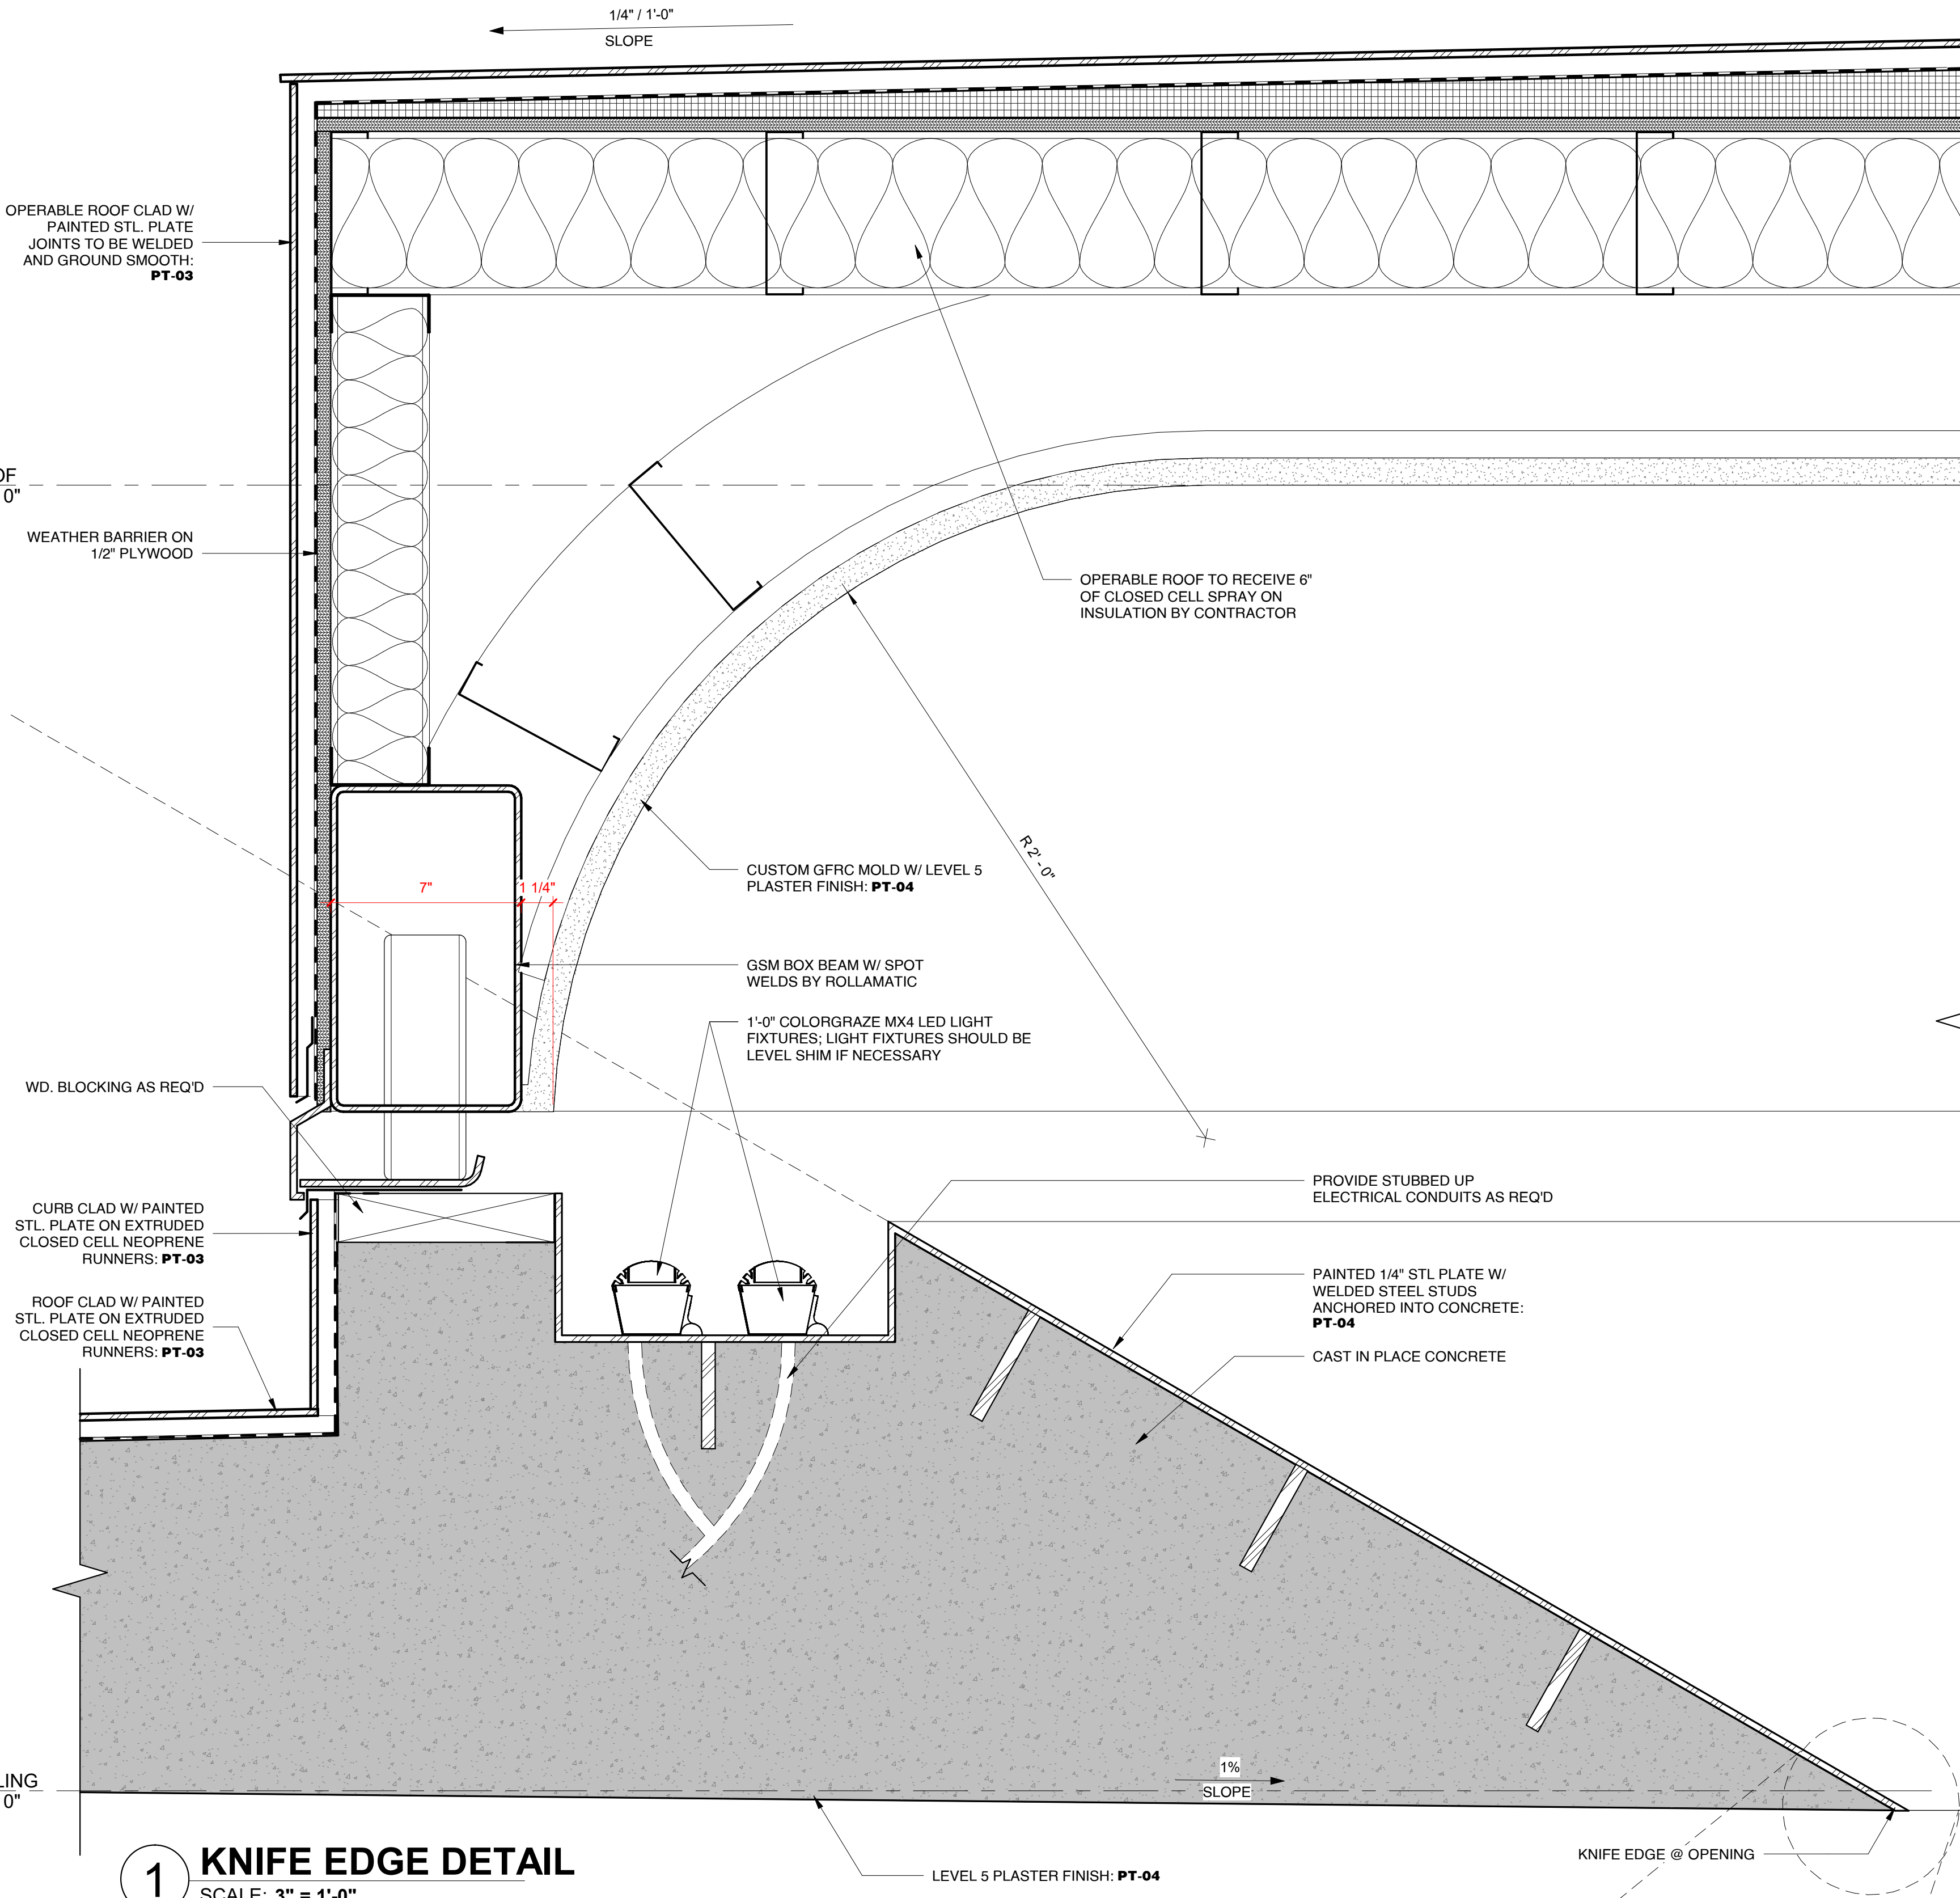 1/4" / 1'-0"
SLOPE
OPERABLE ROOF CLAD W/
PAINTED STL. PLATE
JOINTS TO BE WELDED
AND GROUND SMOOTH:
PT-03
0"
WEATHER BARRIER ON
1/2" PLYWOOD
OPERABLE ROOF TO RECEIVE 6"
OF CLOSED CELL SPRAY ON
INSULATION BY CONTRACTOR
R 2' - 0"
CUSTOM GFRC MOLD W/ LEVEL 5
PLASTER FINISH: PT-04
7"
1 1/4"
GSM BOX BEAM W/ SPOT
WELDS BY ROLLAMATIC
1'-0" COLORGRAZE MX4 LED LIGHT
FIXTURES; LIGHT FIXTURES SHOULD BE
LEVEL SHIM IF NECESSARY
WD. BLOCKING AS REQ'D
PROVIDE STUBBED UP
ELECTRICAL CONDUITS AS REQ'D
CURB CLAD W/ PAINTED
STL. PLATE ON EXTRUDED
CLOSED CELL NEOPRENE
RUNNERS: PT-03
PAINTED 1/4" STL PLATE W/
WELDED STEEL STUDS
ANCHORED INTO CONCRETE:
PT-04
ROOF CLAD W/ PAINTED
STL. PLATE ON EXTRUDED
CLOSED CELL NEOPRENE
RUNNERS: PT-03
CAST IN PLACE CONCRETE
1%
SLOPE
LING
0"
KNIFE EDGE @ OPENING
LEVEL 5 PLASTER FINISH: PT-04
1
KNIFE EDGE DETAIL
SCALE: 3" = 1'-0"